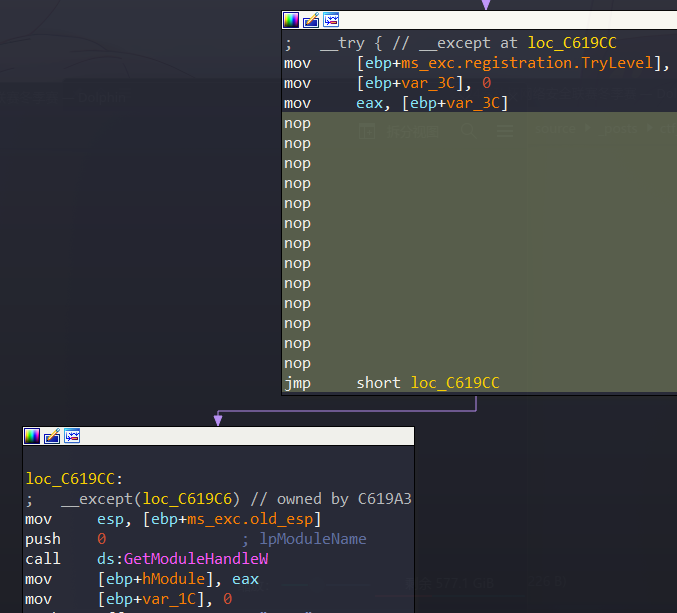 ;   __try { // __except at loc_C619CC
mov     [ebp+ms_exc.registration.TryLevel],
mov     [ebp+var_3C], 0
mov     eax, [ebp+var_3C]
nop
nop
nop
nop
nop
nop
nop
nop
nop
nop
nop
nop
nop
jmp     short loc_C619CC
loc_C619CC:
;   __except(loc_C619C6) // owned by C619A3
mov     esp, [ebp+ms_exc.old_esp]
push    0               ; lpModuleName
call    ds:GetModuleHandleW
mov     [ebp+hModule], eax
mov     [ebp+var_1C], 0